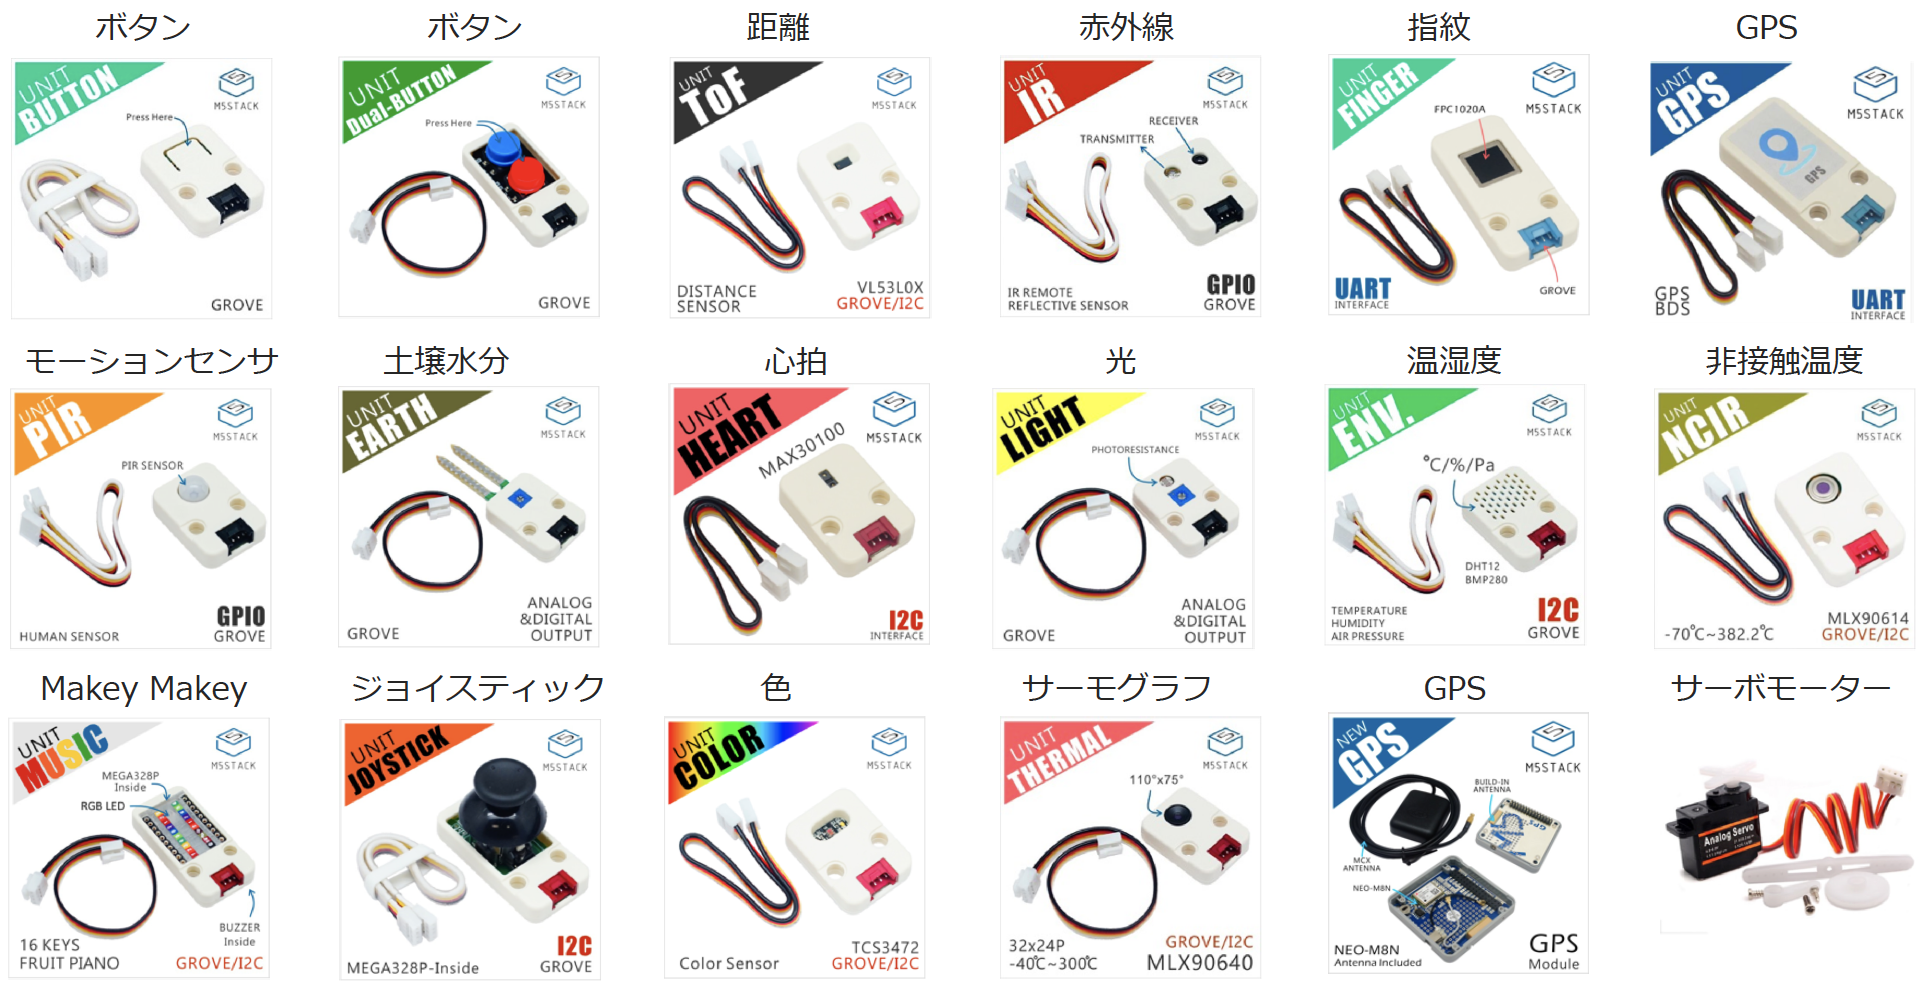 ボタン
UNIT
BUTTON
M5STACK
Press Here
GROVE
ボタン
UNIT
Dual-BUTTON
M5STACK
Press Here
GROVE
距離
UNIT
ToF
M5STACK
DISTANCE
SENSOR
VL53L0X
GROVE/I2C
赤外線
UNIT
IR
M5STACK
RECEIVER
TRANSMITTER
IR REMOTE
REFLECTIVE SENSOR
GPIO
GROVE
指紋
UNIT
FINGER
M5STACK
FPC1020A
UART
INTERFACE
GROVE
GPS
UNIT
GPS
M5STACK
GPS
GPS
BDS
UART
INTERFACE
モーションセンサ
UNIT
PIR
M5STACK
PIR SENSOR
HUMAN SENSOR
GPIO
GROVE
土壌水分
UNIT
EARTH
M5STACK
GROVE
ANALOG
&DIGITAL
OUTPUT
心拍
UNIT
HEART
M5STACK
MAX30100
I2C
INTERFACE
光
UNIT
LIGHT
M5STACK
PHOTORESISTANCE
GROVE
ANALOG
&DIGITAL
OUTPUT
温湿度
UNIT
ENV.
M5STACK
°C/%/Pa
DHT12
BMP280
TEMPERATURE
HUMIDITY
AIR PRESSURE
I2C
GROVE
非接触温度
UNIT
NCIR
M5STACK
-70℃~382.2℃
MLX90614
GROVE/I2C
Makey Makey
UNIT
MUSIC
M5STACK
MEGA328P
Inside
RGB LED
BUZZER
Inside
16 KEYS
FRUIT PIANO
GROVE/I2C
ジョイスティック
UNIT
JOYSTICK
M5STACK
MEGA328P-Inside
I2C
GROVE
色
UNIT
COLOR
M5STACK
Color Sensor
TCS3472
GROVE/I2C
サーモグラフ
UNIT
THERMAL
M5STACK
110°x75°
32x24P
-40℃~300℃
GROVE/I2C
MLX90640
GPS
NEW
GPS
M5STACK
BUILD-IN
ANTENNA
MCX
ANTENNA
NEO-M8N
NEO-M8N
Antenna Included
GPS
Module
サーボモーター
Analog Servo